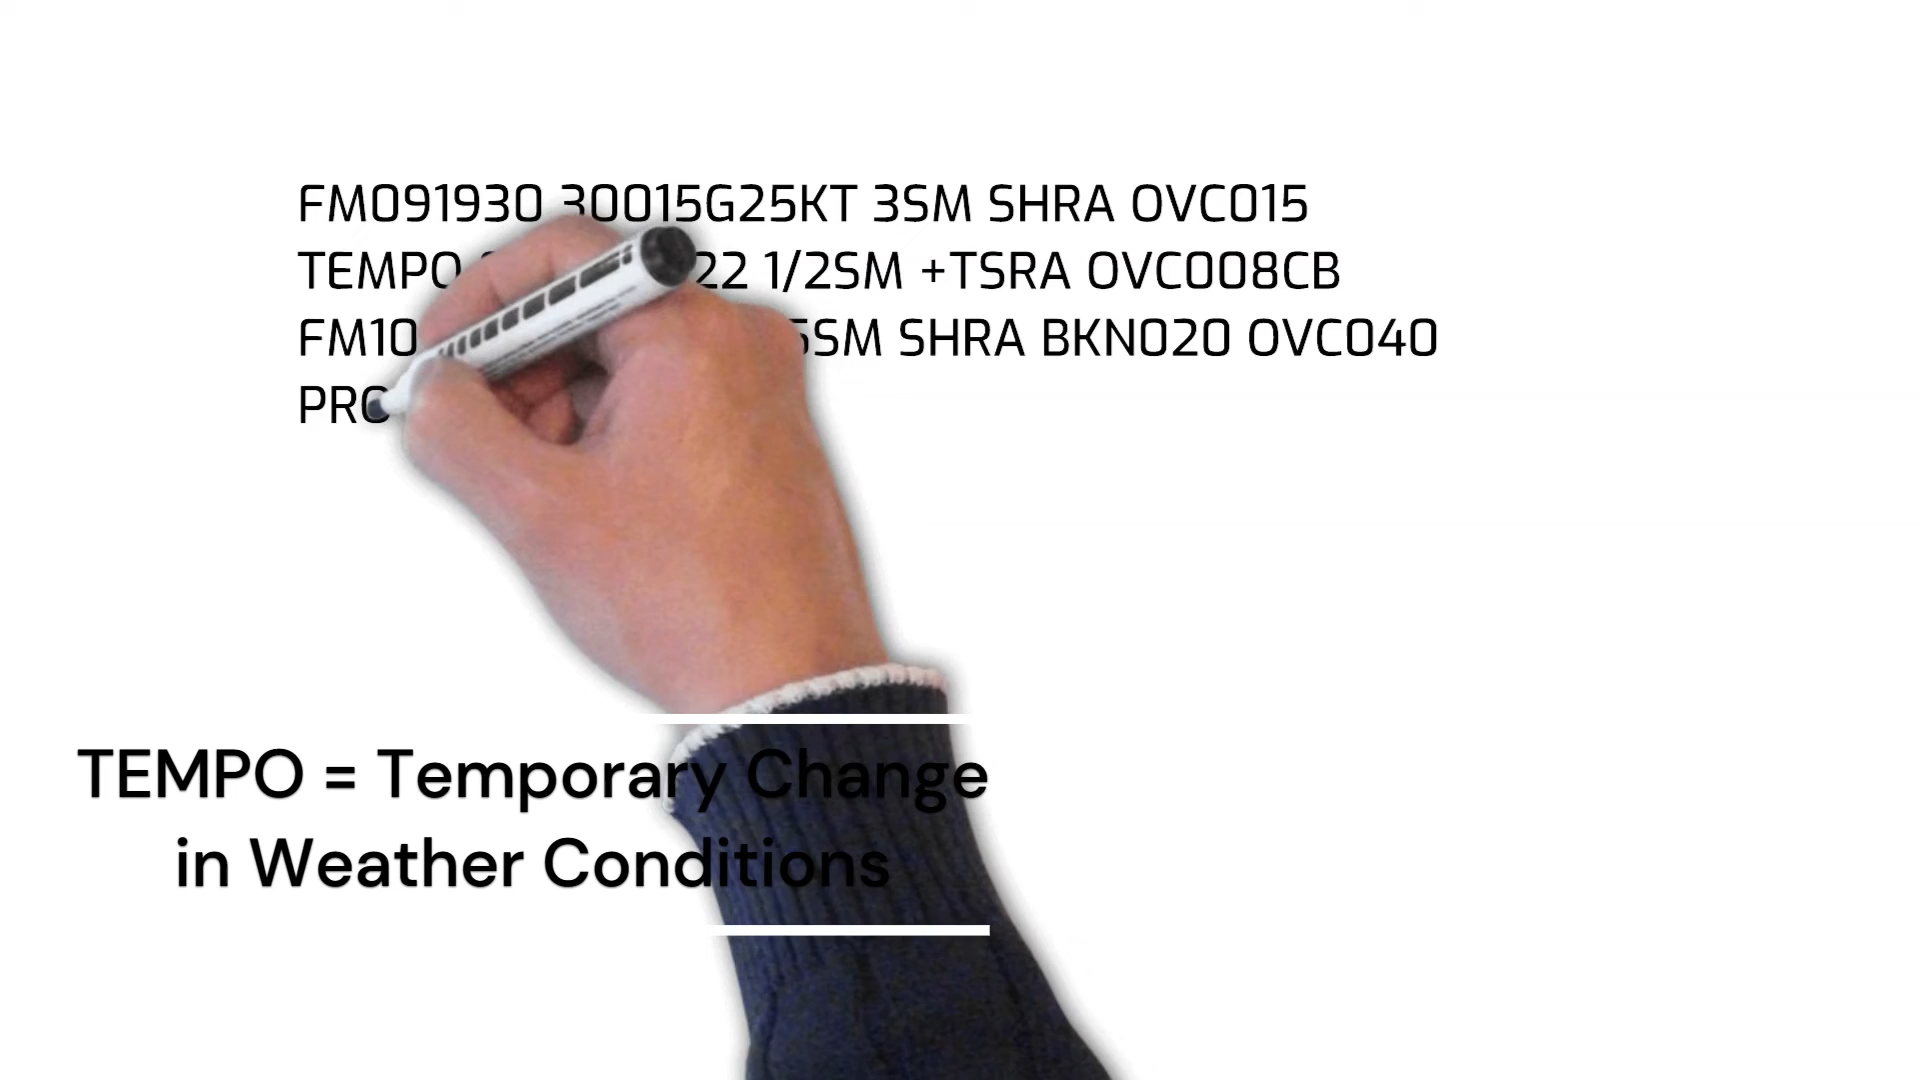 FM091930 30015G25KT 3SM SHRA OVC015
TEMPO 22 1/2SM +TSRA OVC008CB
FM10 5SM SHRA BKN020 OVC040
PRO
TEMPO = Temporary Change
in Weather Conditions